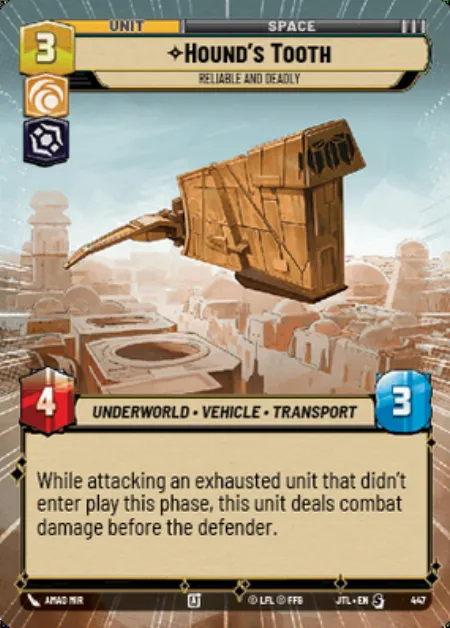 UNIT SPACE
3
HOUND'S TOOTH
RELIABLE AND DEADLY
4
UNDERWORLD • VEHICLE • TRANSPORT
3
While attacking an exhausted unit that didn't
enter play this phase, this unit deals combat
damage before the defender.
AMAD MIR © LFL © FFG JTL • EN 447